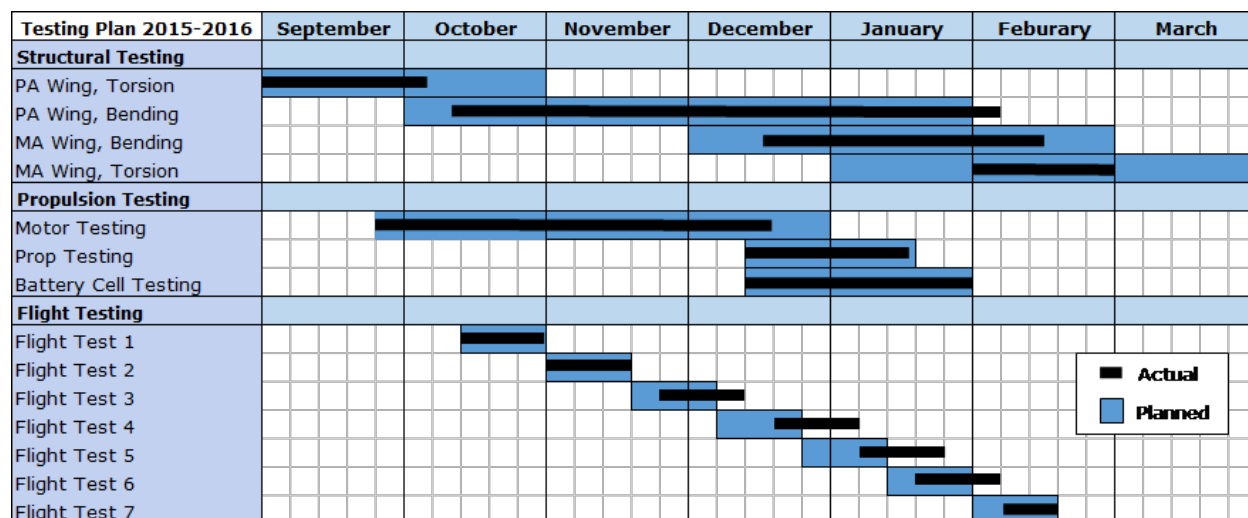 Testing Plan 2015-2016 September October November December January Feburary March
Structural Testing
PA Wing, Torsion
PA Wing, Bending
MA Wing, Bending
MA Wing, Torsion
Propulsion Testing
Motor Testing
Prop Testing
Battery Cell Testing
Flight Testing
Flight Test 1
Flight Test 2
Flight Test 3
Flight Test 4
Flight Test 5
Flight Test 6
Flight Test 7
Actual
Planned